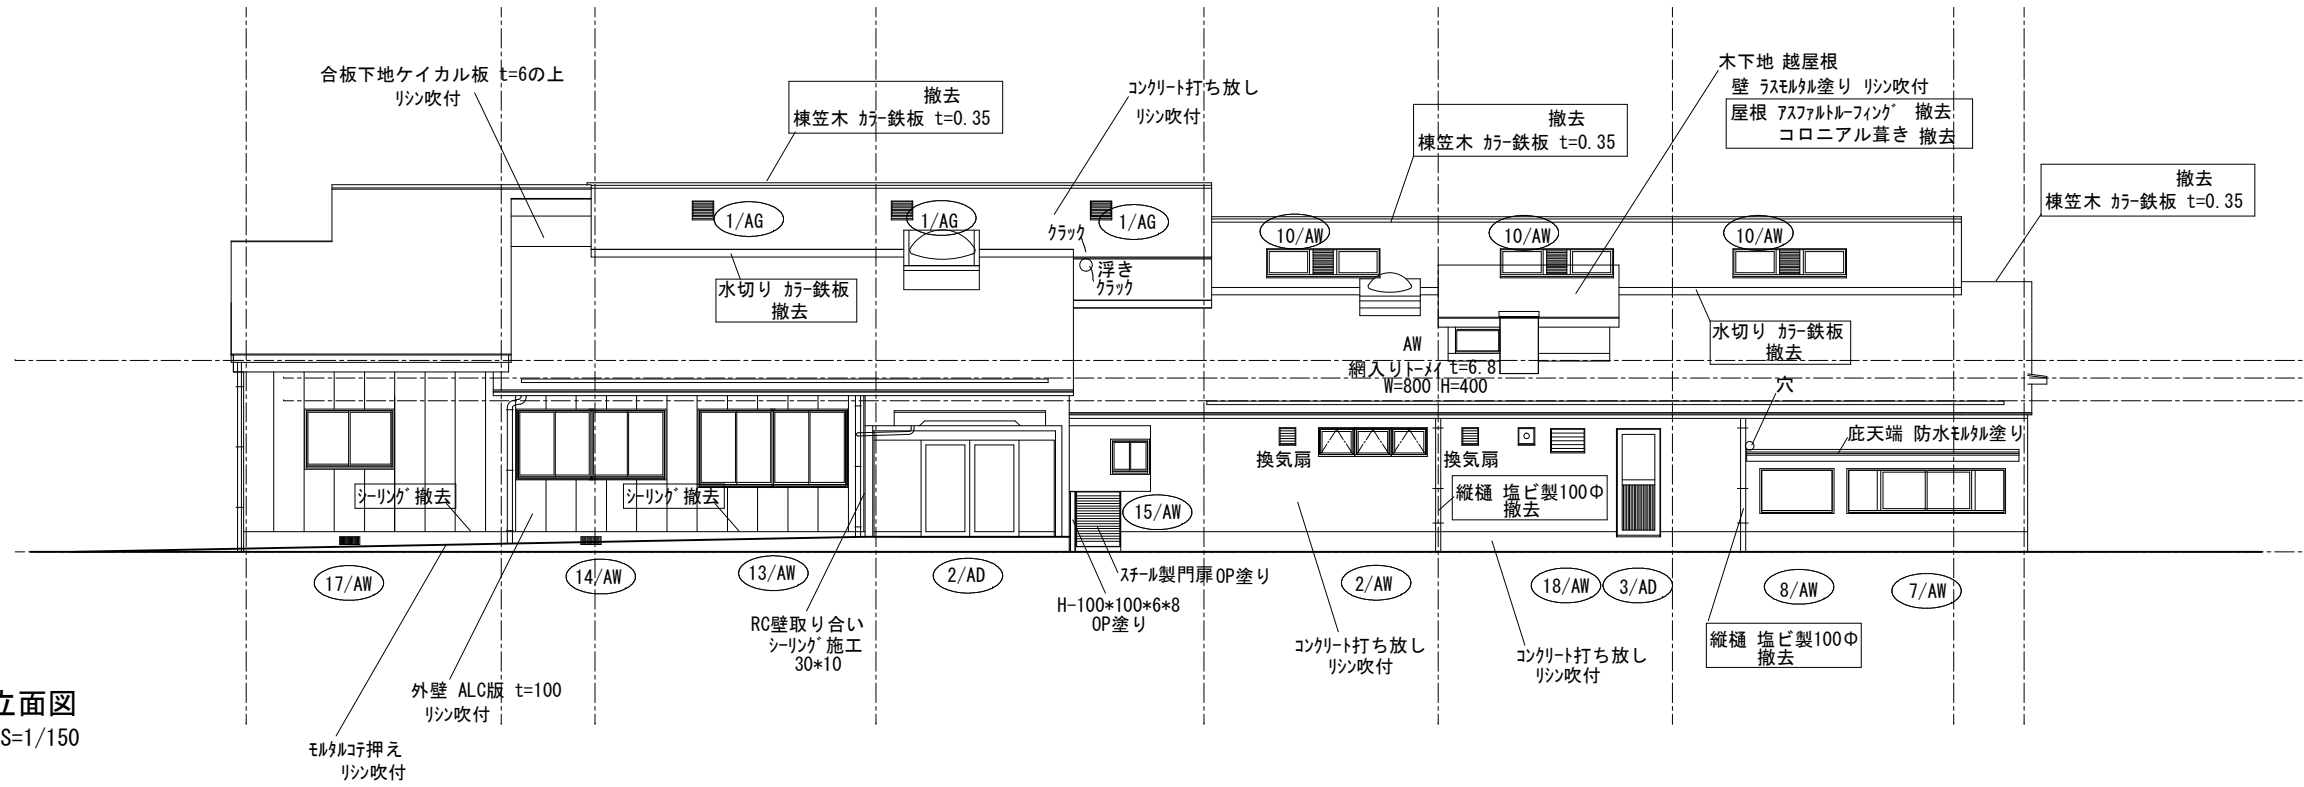 合板下地ケイカル板 t=6の上
リシン吹付
撤去
棟笠木 カラー鉄板 t=0.35
コンクリート打ち放し
リシン吹付
撤去
棟笠木 カラー鉄板 t=0.35
木下地 越屋根
壁 ラスモルタル塗り リシン吹付
屋根 アスファルトルーフィング 撤去
コロニアル葺き 撤去
撤去
棟笠木 カラー鉄板 t=0.35
1/AG
1/AG
1/AG
10/AW
10/AW
10/AW
クラック
浮き
クラック
水切り カラー鉄板
撤去
水切り カラー鉄板
撤去
AW
網入りトーメイ t=6.8
W=800 H=400
穴
庇天端 防水モルタル塗り
換気扇
換気扇
シーリング撤去
シーリング撤去
縦樋 塩ビ製100Φ
撤去
15/AW
17/AW
14/AW
13/AW
2/AD
スチール製門扉OP塗り
2/AW
18/AW
3/AD
8/AW
7/AW
H-100*100*6*8
OP塗り
RC壁取り合い
シーリング施工
30*10
コンクリート打ち放し
リシン吹付
コンクリート打ち放し
リシン吹付
縦樋 塩ビ製100Φ
撤去
外壁 ALC版 t=100
リシン吹付
立面図
S=1/150
モルタルコテ押え
リシン吹付